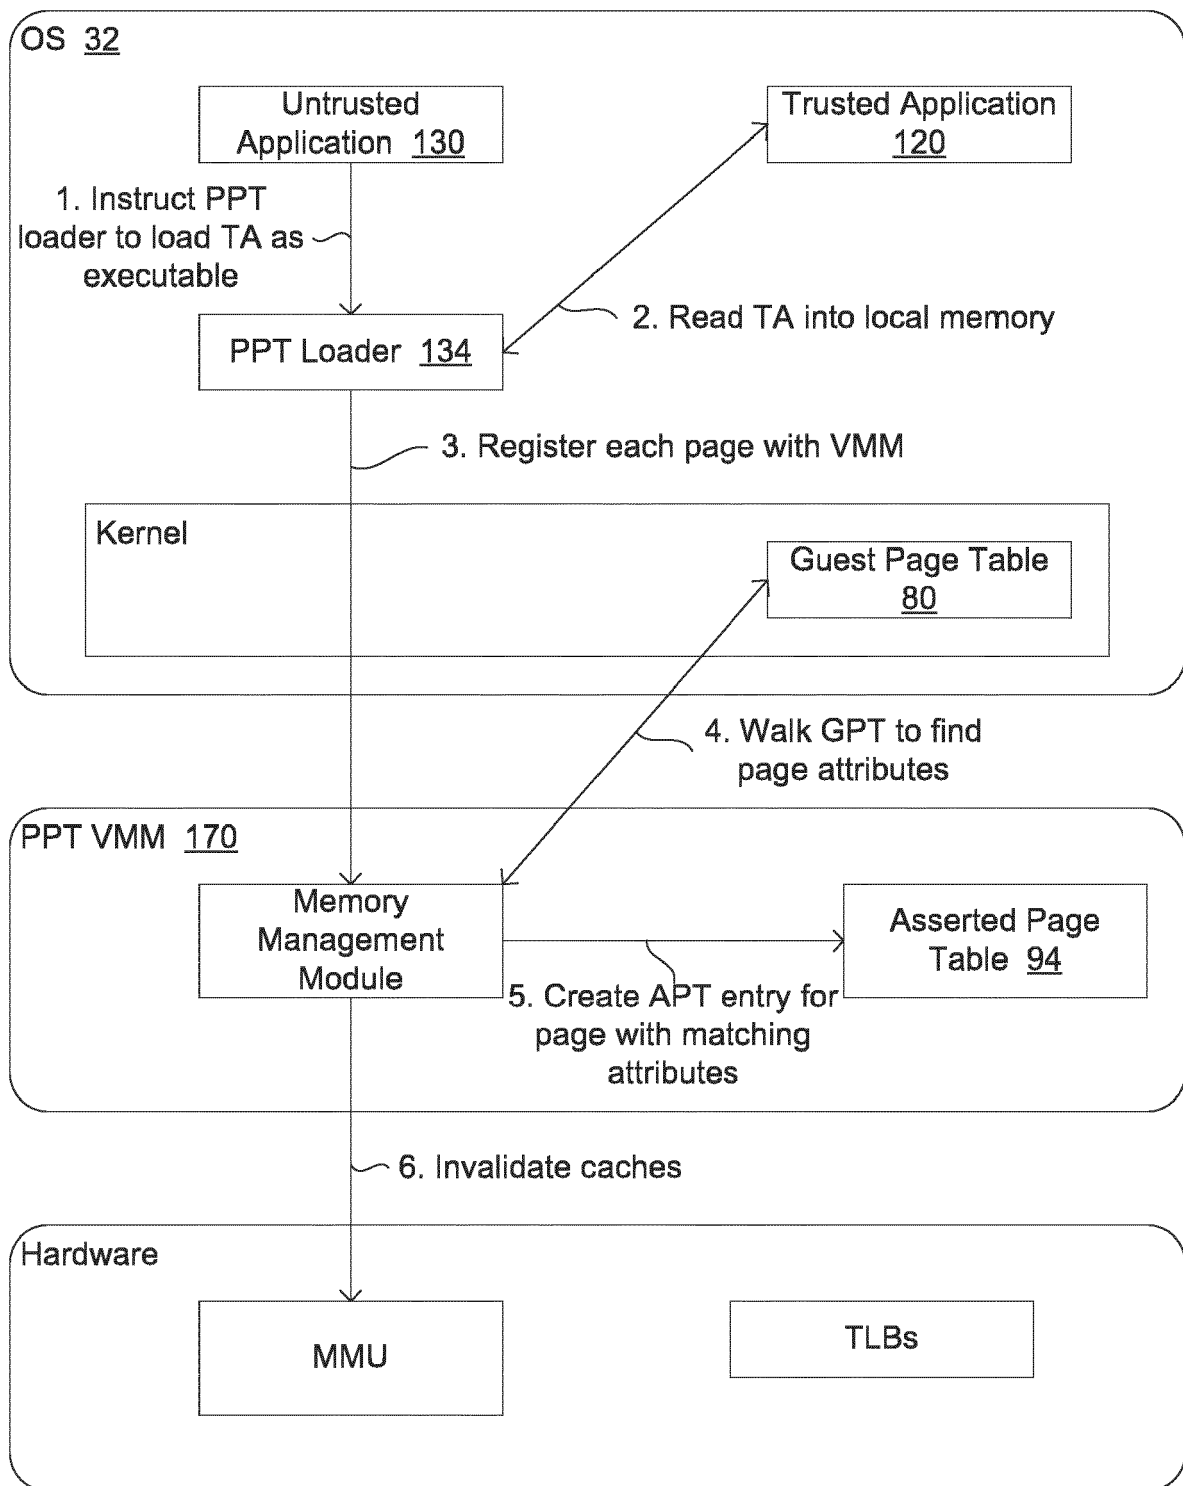 OS 32
Untrusted
Application 130
Trusted Application
120
1. Instruct PPT
loader to load TA as
executable
2. Read TA into local memory
PPT Loader 134
3. Register each page with VMM
Kernel
Guest Page Table
80
4. Walk GPT to find
page attributes
PPT VMM 170
Memory
Management
Module
Asserted Page
Table 94
5. Create APT entry for
page with matching
attributes
6. Invalidate caches
Hardware
MMU
TLBs